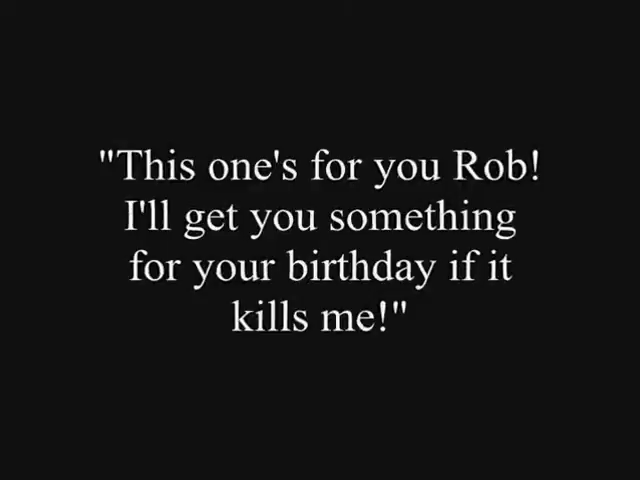 "This one's for you Rob!
I'll get you something
for your birthday if it
kills me!"